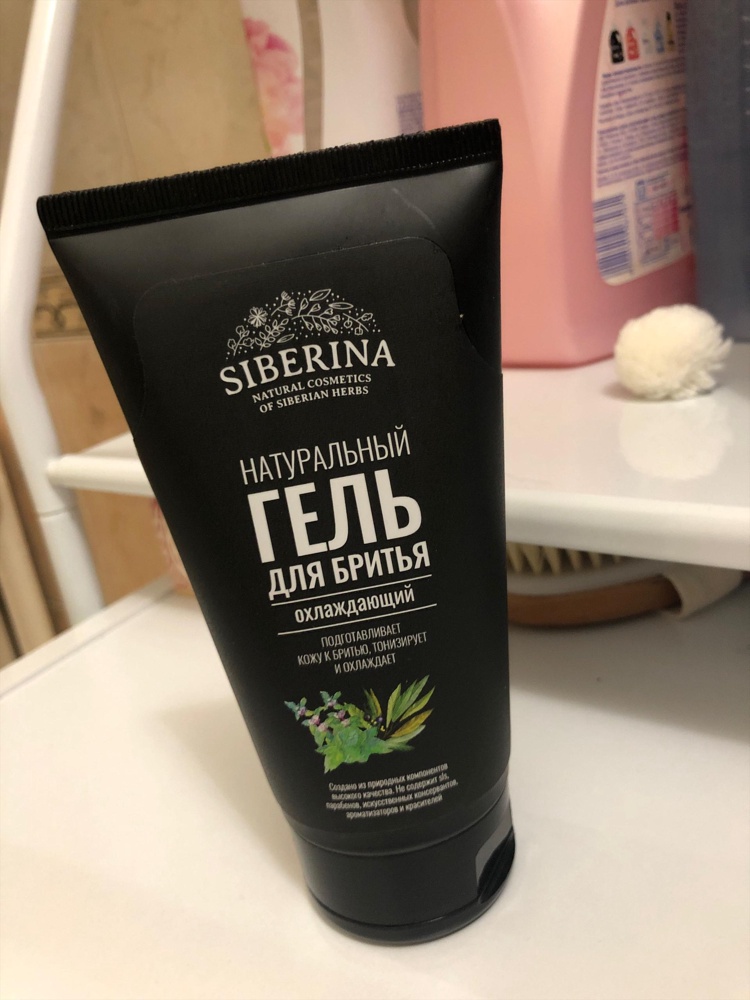 SIBERINA
NATURAL COSMETICS
OF SIBERIAN HERBS
НАТУРАЛЬНЫЙ
ГЕЛЬ
ДЛЯ БРИТЬЯ
охлаждающий
ПОДГОТАВЛИВАЕТ
КОЖУ К БРИТЬЮ, ТОНИЗИРУЕТ
И ОХЛАЖДАЕТ
Создано из природных компонентов
высокого качества. Не содержит sls,
парабенов, искусственных консервантов,
ароматизаторов и красителей